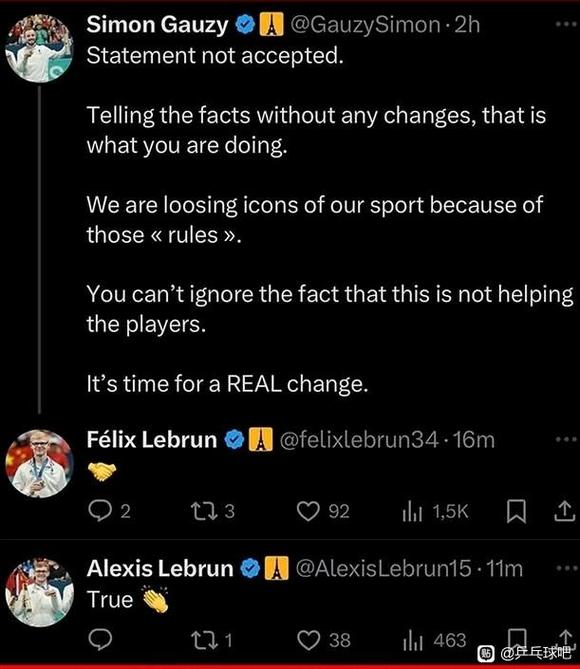 Simon Gauzy @GauzySimon · 2h
Statement not accepted.
Telling the facts without any changes, that is
what you are doing.
We are loosing icons of our sport because of
those « rules ».
You can’t ignore the fact that this is not helping
the players.
It’s time for a REAL change.
Félix Lebrun @felixlebrun34 · 16m
🤝
2 3 92 1,5K
Alexis Lebrun @AlexisLebrun15 · 11m
True 👏
1 38 463
贴 @乒乓球吧